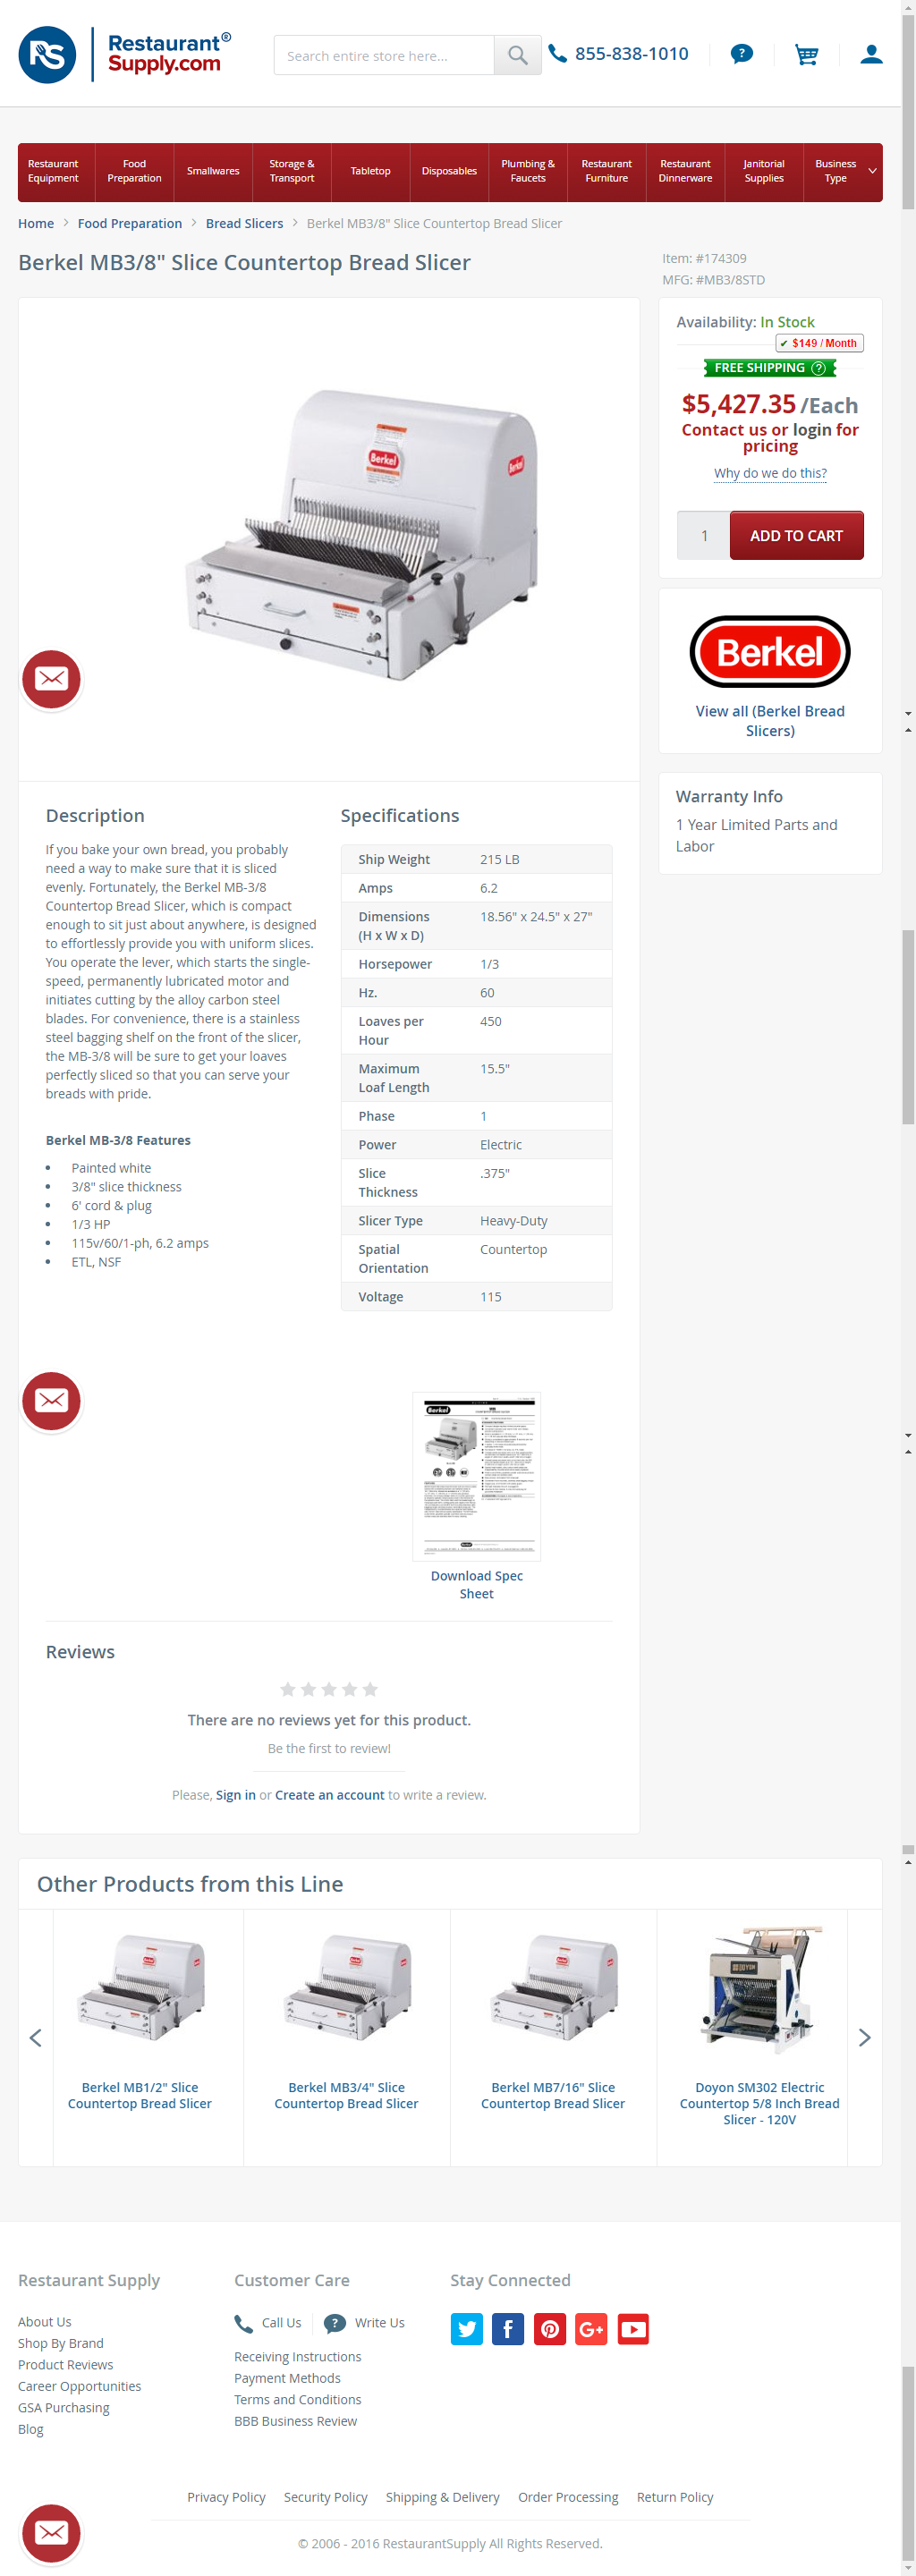 RS
Restaurant®
Supply.com
Search entire store here...
855-838-1010
?
Restaurant Equipment
Food Preparation
Smallwares
Storage & Transport
Tabletop
Disposables
Plumbing & Faucets
Restaurant Furniture
Restaurant Dinnerware
Janitorial Supplies
Business Type
Home > Food Preparation > Bread Slicers > Berkel MB3/8" Slice Countertop Bread Slicer
Berkel MB3/8" Slice Countertop Bread Slicer
Item: #174309
MFG: #MB3/8STD
Berkel
Berkel
Availability: In Stock
✔ $149 / Month
FREE SHIPPING ?
$5,427.35 /Each
Contact us or login for
pricing
Why do we do this?
1
ADD TO CART
Berkel
View all (Berkel Bread
Slicers)
Warranty Info
1 Year Limited Parts and
Labor
Description
If you bake your own bread, you probably
need a way to make sure that it is sliced
evenly. Fortunately, the Berkel MB-3/8
Countertop Bread Slicer, which is compact
enough to sit just about anywhere, is designed
to effortlessly provide you with uniform slices.
You operate the lever, which starts the single-
speed, permanently lubricated motor and
initiates cutting by the alloy carbon steel
blades. For convenience, there is a stainless
steel bagging shelf on the front of the slicer,
the MB-3/8 will be sure to get your loaves
perfectly sliced so that you can serve your
breads with pride.
Berkel MB-3/8 Features
• Painted white
• 3/8" slice thickness
• 6' cord & plug
• 1/3 HP
• 115v/60/1-ph, 6.2 amps
• ETL, NSF
Specifications
Ship Weight 215 LB
Amps 6.2
Dimensions 18.56" x 24.5" x 27"
(H x W x D)
Horsepower 1/3
Hz. 60
Loaves per 450
Hour
Maximum 15.5"
Loaf Length
Phase 1
Power Electric
Slice .375"
Thickness
Slicer Type Heavy-Duty
Spatial Countertop
Orientation
Voltage 115
Berkel
Download Spec
Sheet
Reviews
There are no reviews yet for this product.
Be the first to review!
Please, Sign in or Create an account to write a review.
Other Products from this Line
Berkel MB1/2" Slice
Countertop Bread Slicer
Berkel MB3/4" Slice
Countertop Bread Slicer
Berkel MB7/16" Slice
Countertop Bread Slicer
DOYON
Doyon SM302 Electric
Countertop 5/8 Inch Bread
Slicer - 120V
Restaurant Supply
About Us
Shop By Brand
Product Reviews
Career Opportunities
GSA Purchasing
Blog
Customer Care
Call Us
? Write Us
Receiving Instructions
Payment Methods
Terms and Conditions
BBB Business Review
Stay Connected
f
G+
Privacy Policy Security Policy Shipping & Delivery Order Processing Return Policy
© 2006 - 2016 RestaurantSupply All Rights Reserved.